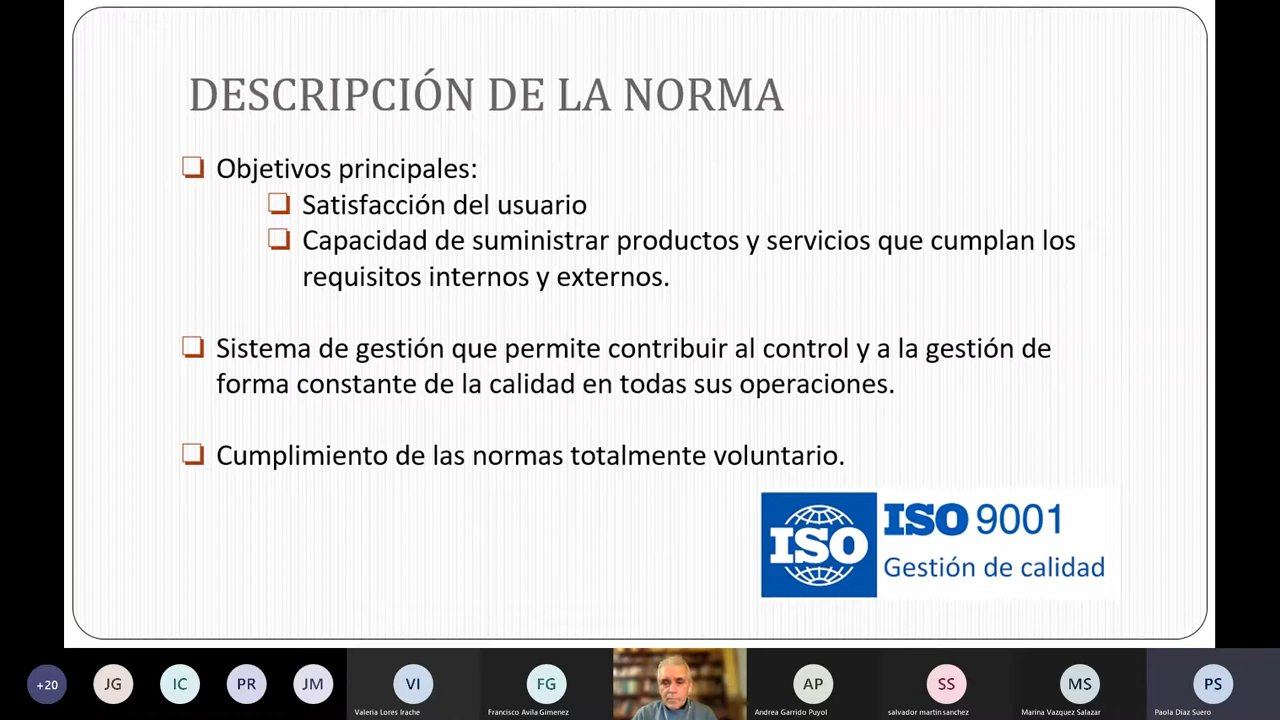 DESCRIPCIÓN DE LA NORMA
Objetivos principales:
Satisfacción del usuario
Capacidad de suministrar productos y servicios que cumplan los
requisitos internos y externos.
Sistema de gestión que permite contribuir al control y a la gestión de
forma constante de la calidad en todas sus operaciones.
Cumplimiento de las normas totalmente voluntario.
ISO
ISO 9001
Gestión de calidad
+20
JG
IC
PR
JM
VI
FG
AP
SS
MS
PS
Valeria Lores Irache
Francisco Avila Gimenez
Andrea Garrido Puyol
salvador martin sanchez
Marina Vazquez Salazar
Paola Diaz Suero